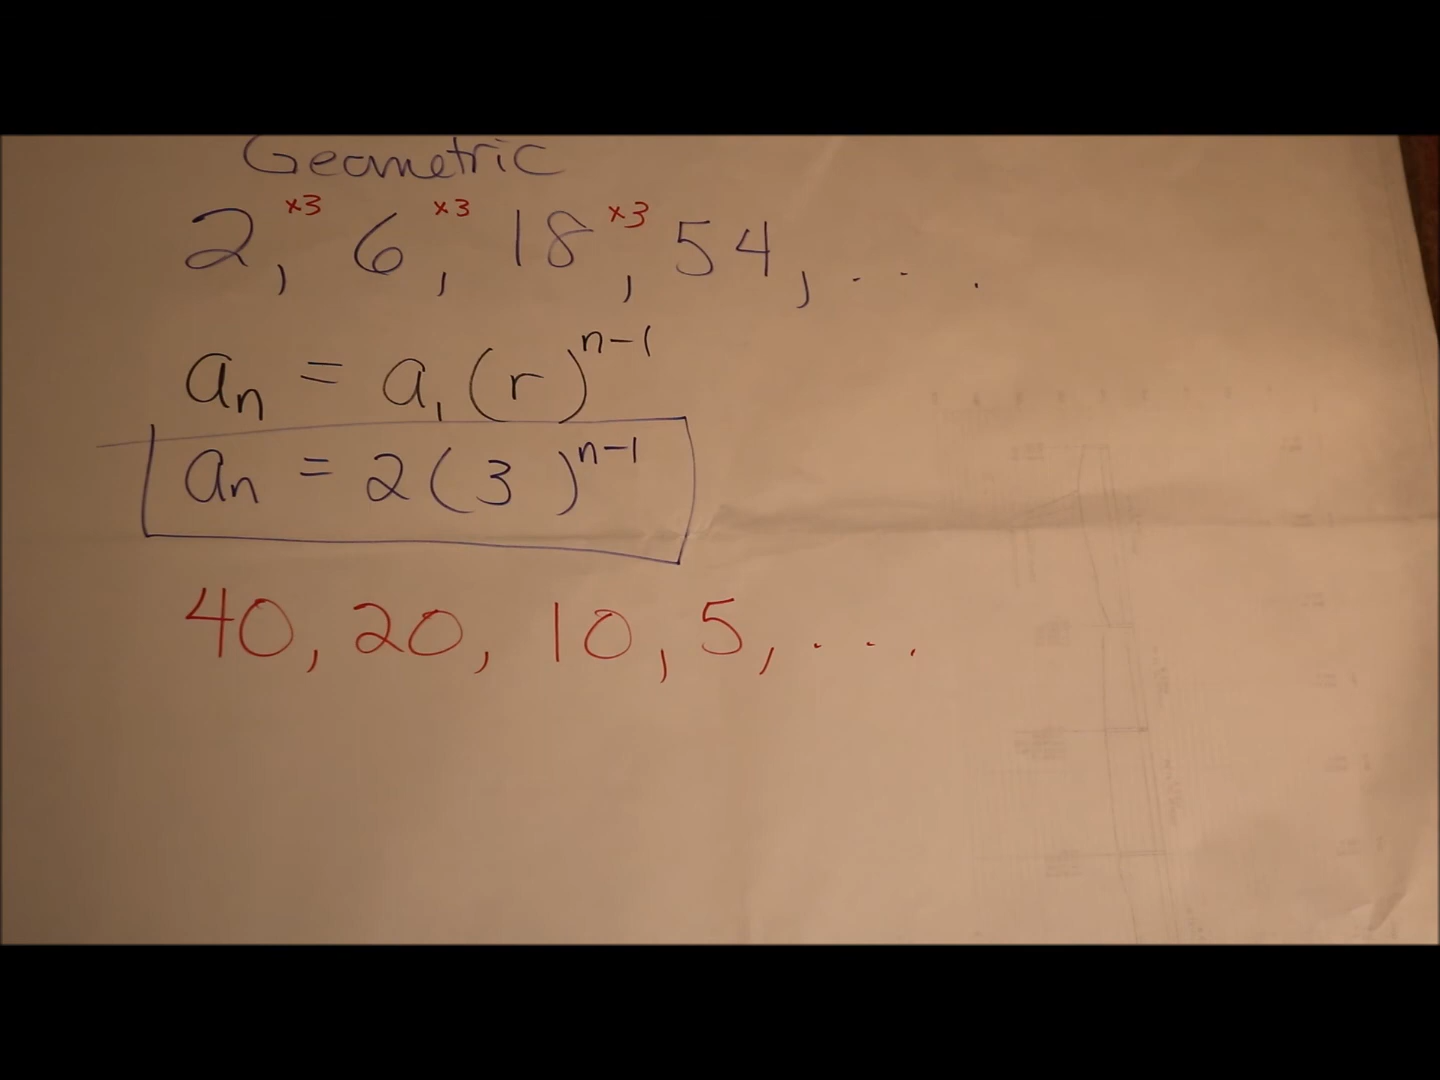 Geometric
×3 ×3 ×3
2, 6, 18, 54, ...
aₙ = a₁(r)ⁿ⁻¹
aₙ = 2(3)ⁿ⁻¹
40, 20, 10, 5, ...